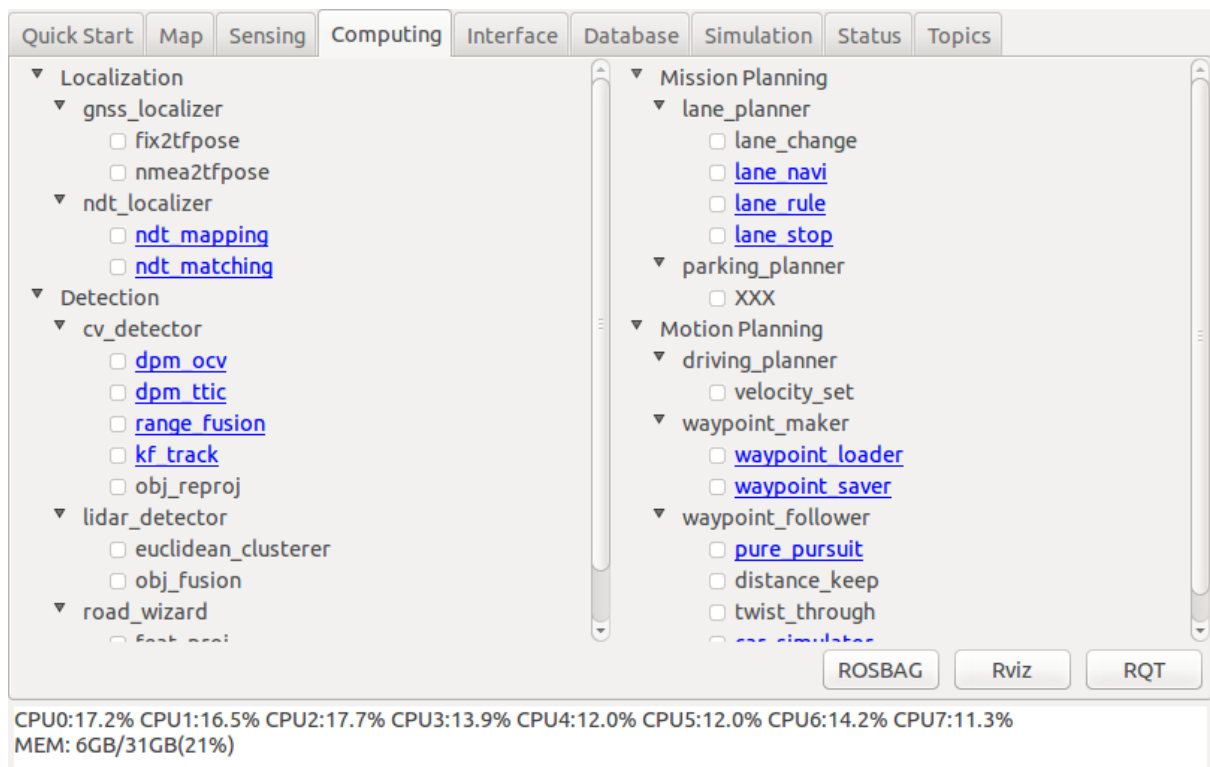 Quick Start Map Sensing Computing Interface Database Simulation Status Topics
Localization
gnss_localizer
fix2tfpose
nmea2tfpose
ndt_localizer
ndt_mapping
ndt_matching
Detection
cv_detector
dpm_ocv
dpm_ttic
range_fusion
kf_track
obj_reproj
lidar_detector
euclidean_clusterer
obj_fusion
road_wizard
feat_proj
Mission Planning
lane_planner
lane_change
lane_navi
lane_rule
lane_stop
parking_planner
XXX
Motion Planning
driving_planner
velocity_set
waypoint_maker
waypoint_loader
waypoint_saver
waypoint_follower
pure_pursuit
distance_keep
twist_through
car_simulator
ROSBAG Rviz RQT
CPU0:17.2% CPU1:16.5% CPU2:17.7% CPU3:13.9% CPU4:12.0% CPU5:12.0% CPU6:14.2% CPU7:11.3%
MEM: 6GB/31GB(21%)